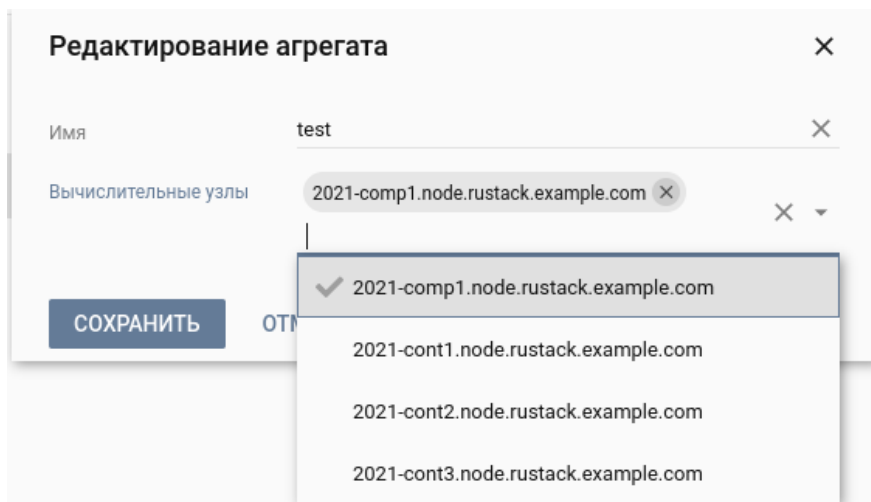 Редактирование агрегата
Имя
test
Вычислительные узлы
2021-comp1.node.rustack.example.com
2021-comp1.node.rustack.example.com
СОХРАНИТЬ
ОТМ
2021-cont1.node.rustack.example.com
2021-cont2.node.rustack.example.com
2021-cont3.node.rustack.example.com